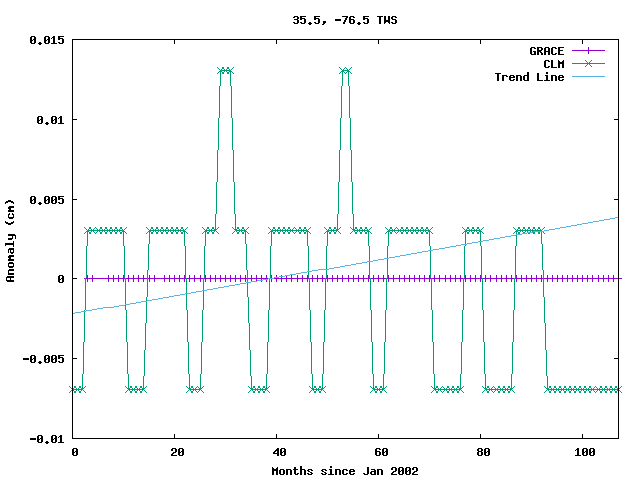 35.5, -76.5 TWS
GRACE
CLM
Trend Line
0.015
0.01
0.005
0
-0.005
-0.01
Anomaly (cm)
0 20 40 60 80 100
Months since Jan 2002